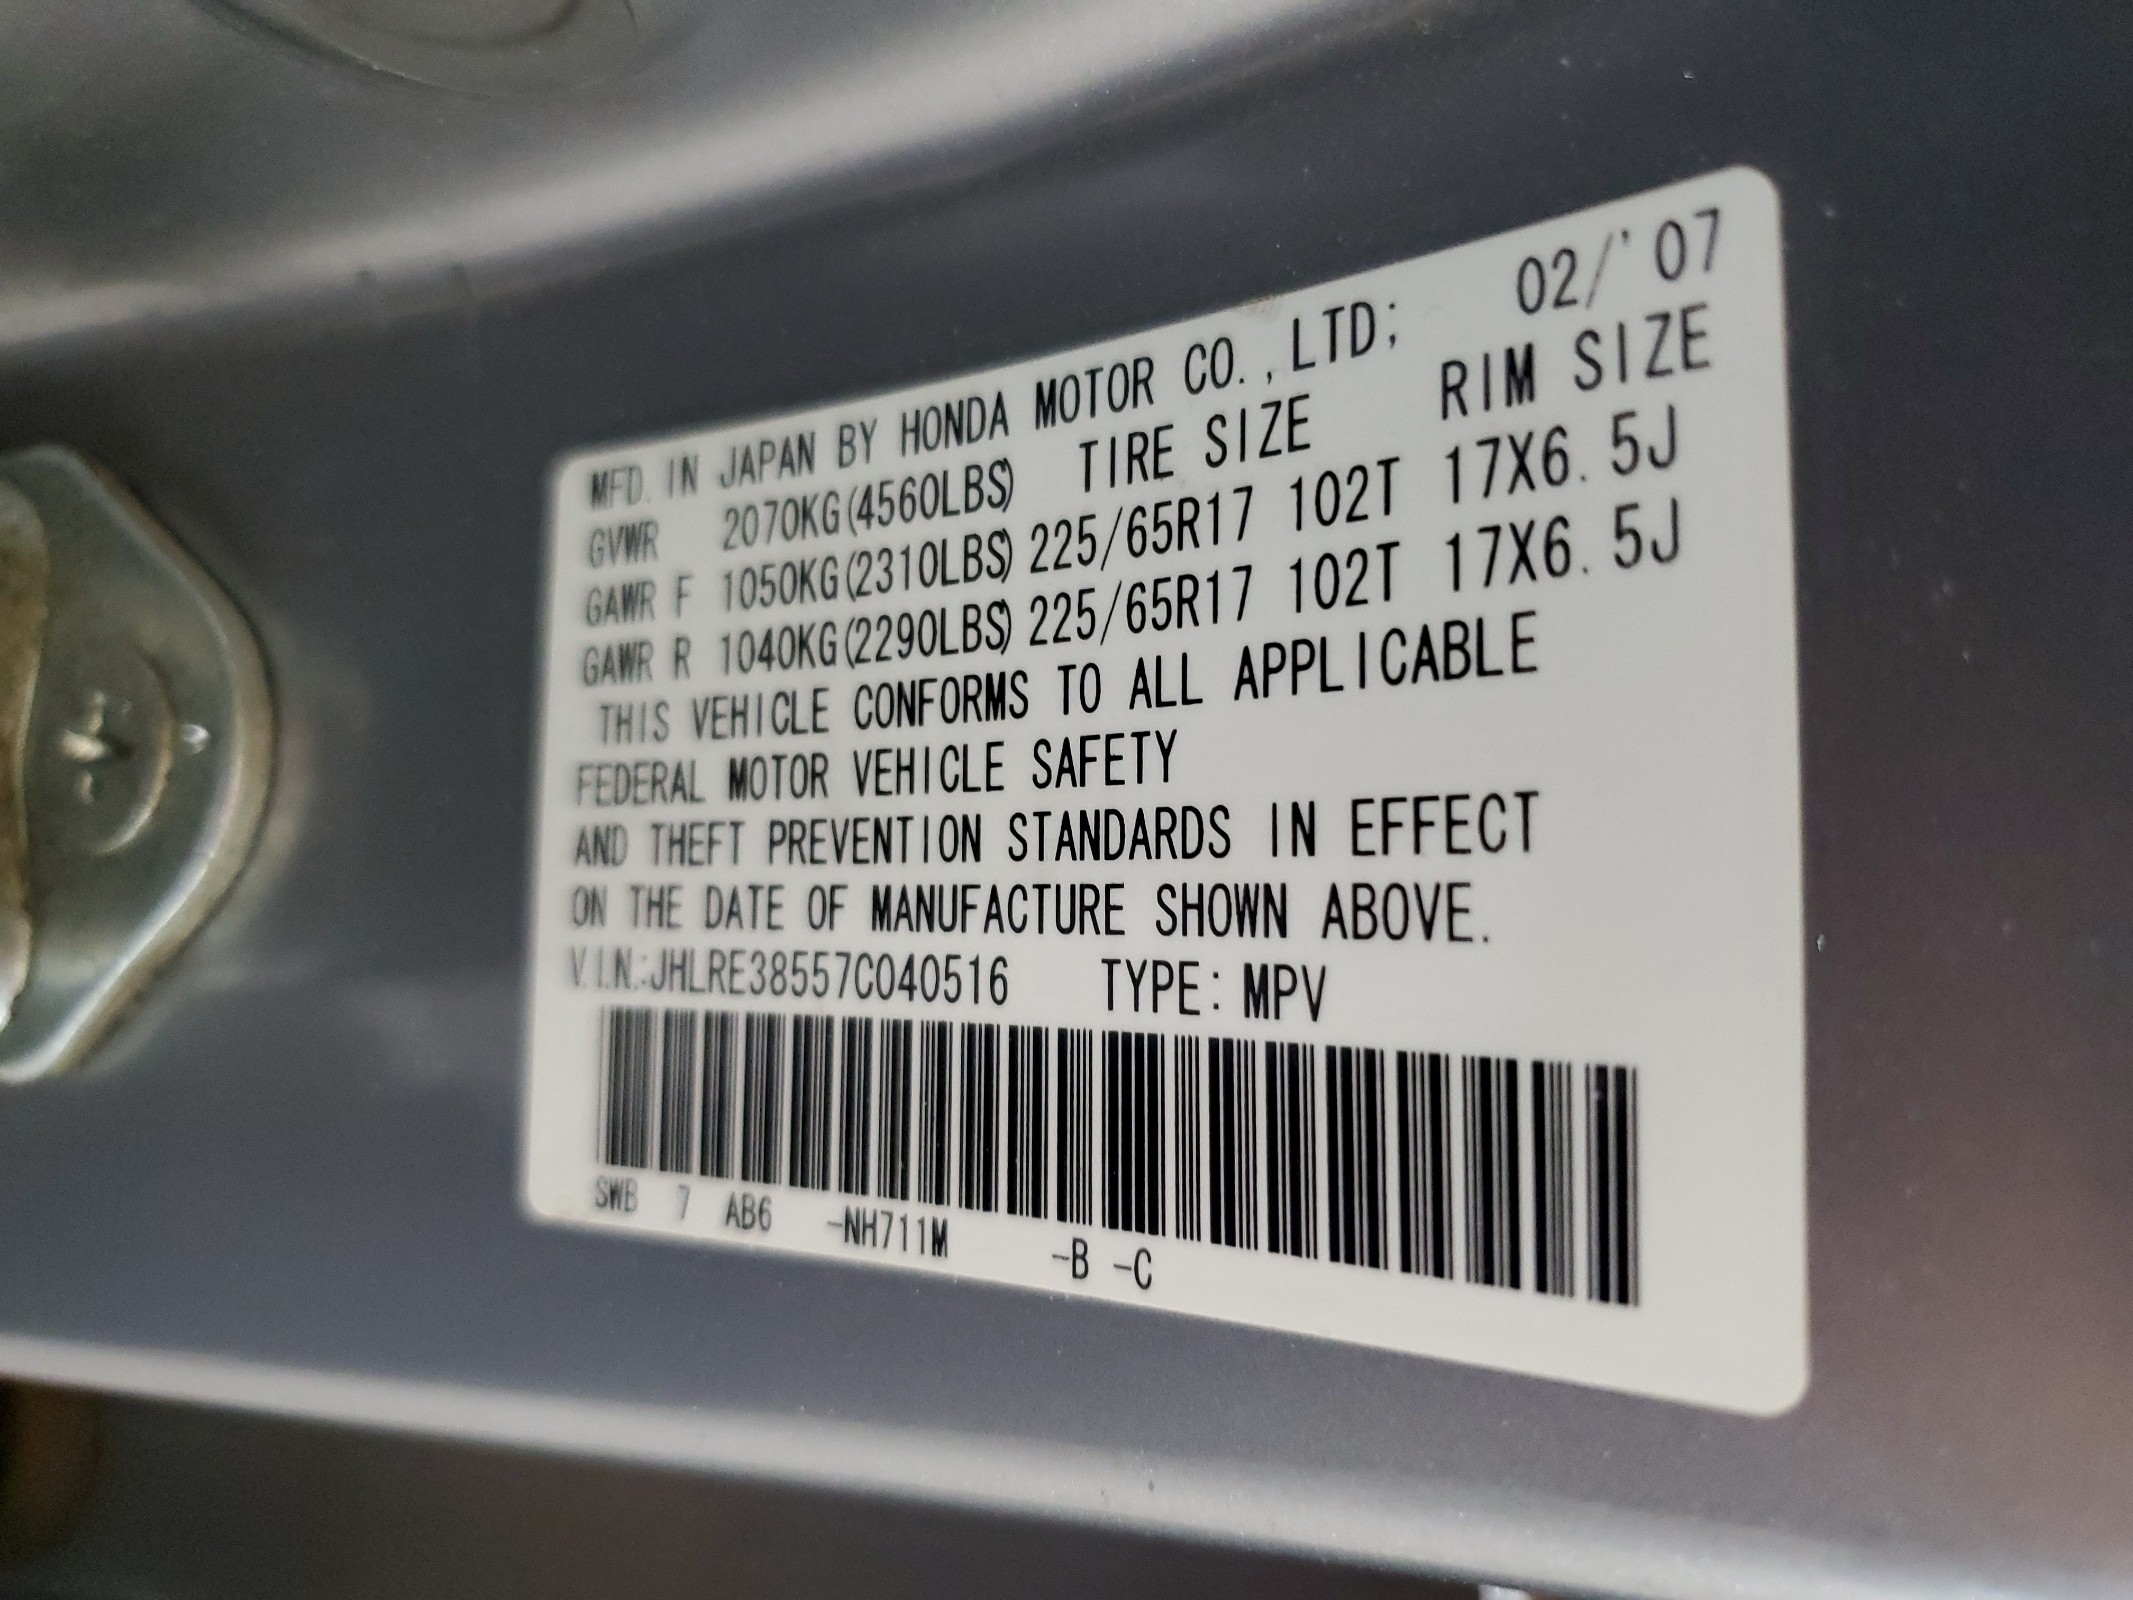 MFD. IN JAPAN BY HONDA MOTOR CO.,LTD; 02/'07
GVWR 2070KG(4560LBS) TIRE SIZE RIM SIZE
GAWR F 1050KG(2310LBS) 225/65R17 102T 17X6.5J
GAWR R 1040KG(2290LBS) 225/65R17 102T 17X6.5J
THIS VEHICLE CONFORMS TO ALL APPLICABLE
FEDERAL MOTOR VEHICLE SAFETY
AND THEFT PREVENTION STANDARDS IN EFFECT
ON THE DATE OF MANUFACTURE SHOWN ABOVE.
V.I.N.:JHLRE38557C040516 TYPE: MPV
SWB 7 AB6 -NH711M -B -C